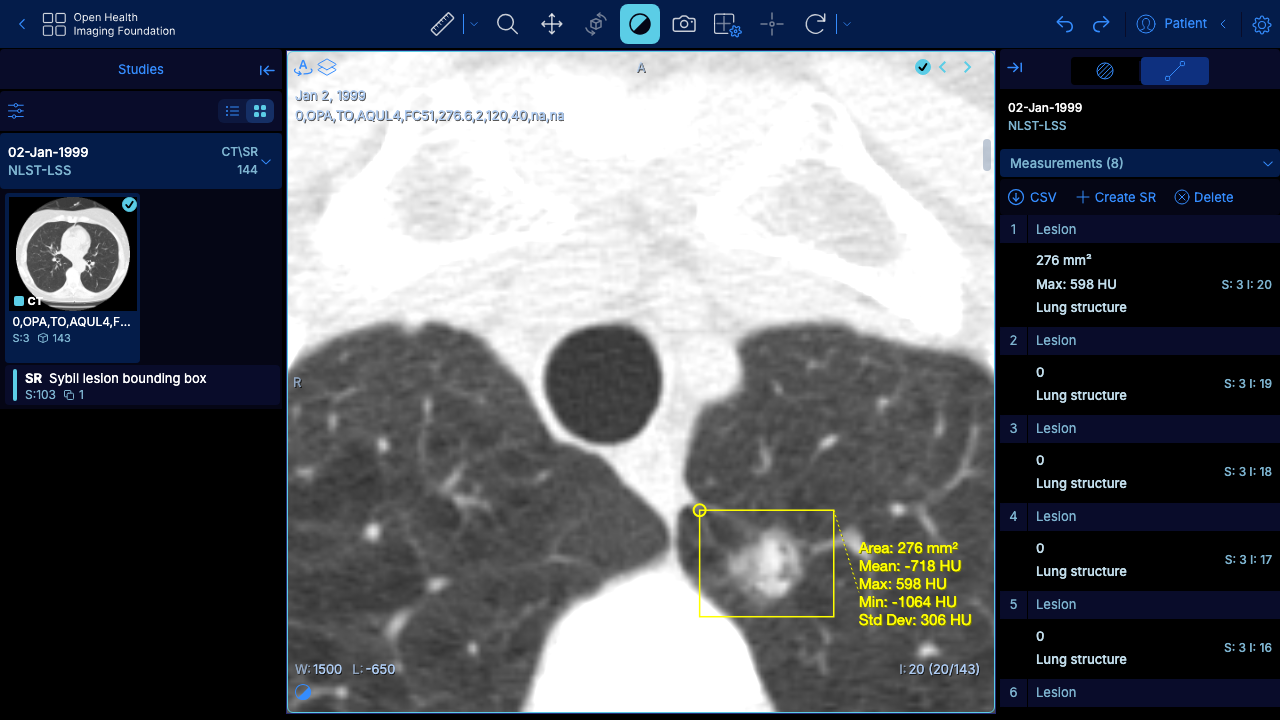 Open Health
Imaging Foundation
Patient
Studies
02-Jan-1999
CT\SR
NLST-LSS
144
CT
0,OPA,TO,AQUL4,F...
S:3 143
SR Sybil lesion bounding box
S:103 1
A
A
Jan 2, 1999
0,OPA,TO,AQUL4,FC51,276.6,2,120,40,na,na
R
Area: 276 mm²
Mean: -718 HU
Max: 598 HU
Min: -1064 HU
Std Dev: 306 HU
W: 1500 L: -650
I: 20 (20/143)
02-Jan-1999
NLST-LSS
Measurements (8)
CSV Create SR Delete
1 Lesion
276 mm²
Max: 598 HU
S: 3 I: 20
Lung structure
2 Lesion
0
S: 3 I: 19
Lung structure
3 Lesion
0
S: 3 I: 18
Lung structure
4 Lesion
0
S: 3 I: 17
Lung structure
5 Lesion
0
S: 3 I: 16
Lung structure
6 Lesion